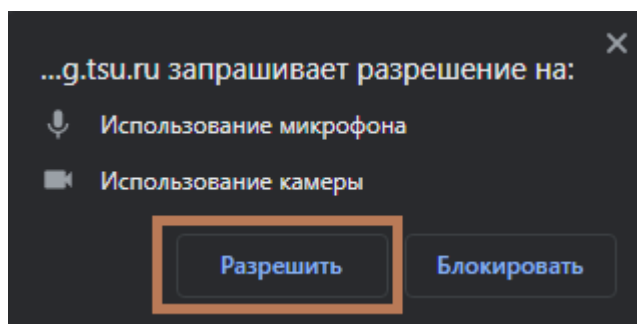 ...g.tsu.ru запрашивает разрешение на:
Использование микрофона
Использование камеры
Разрешить Блокировать